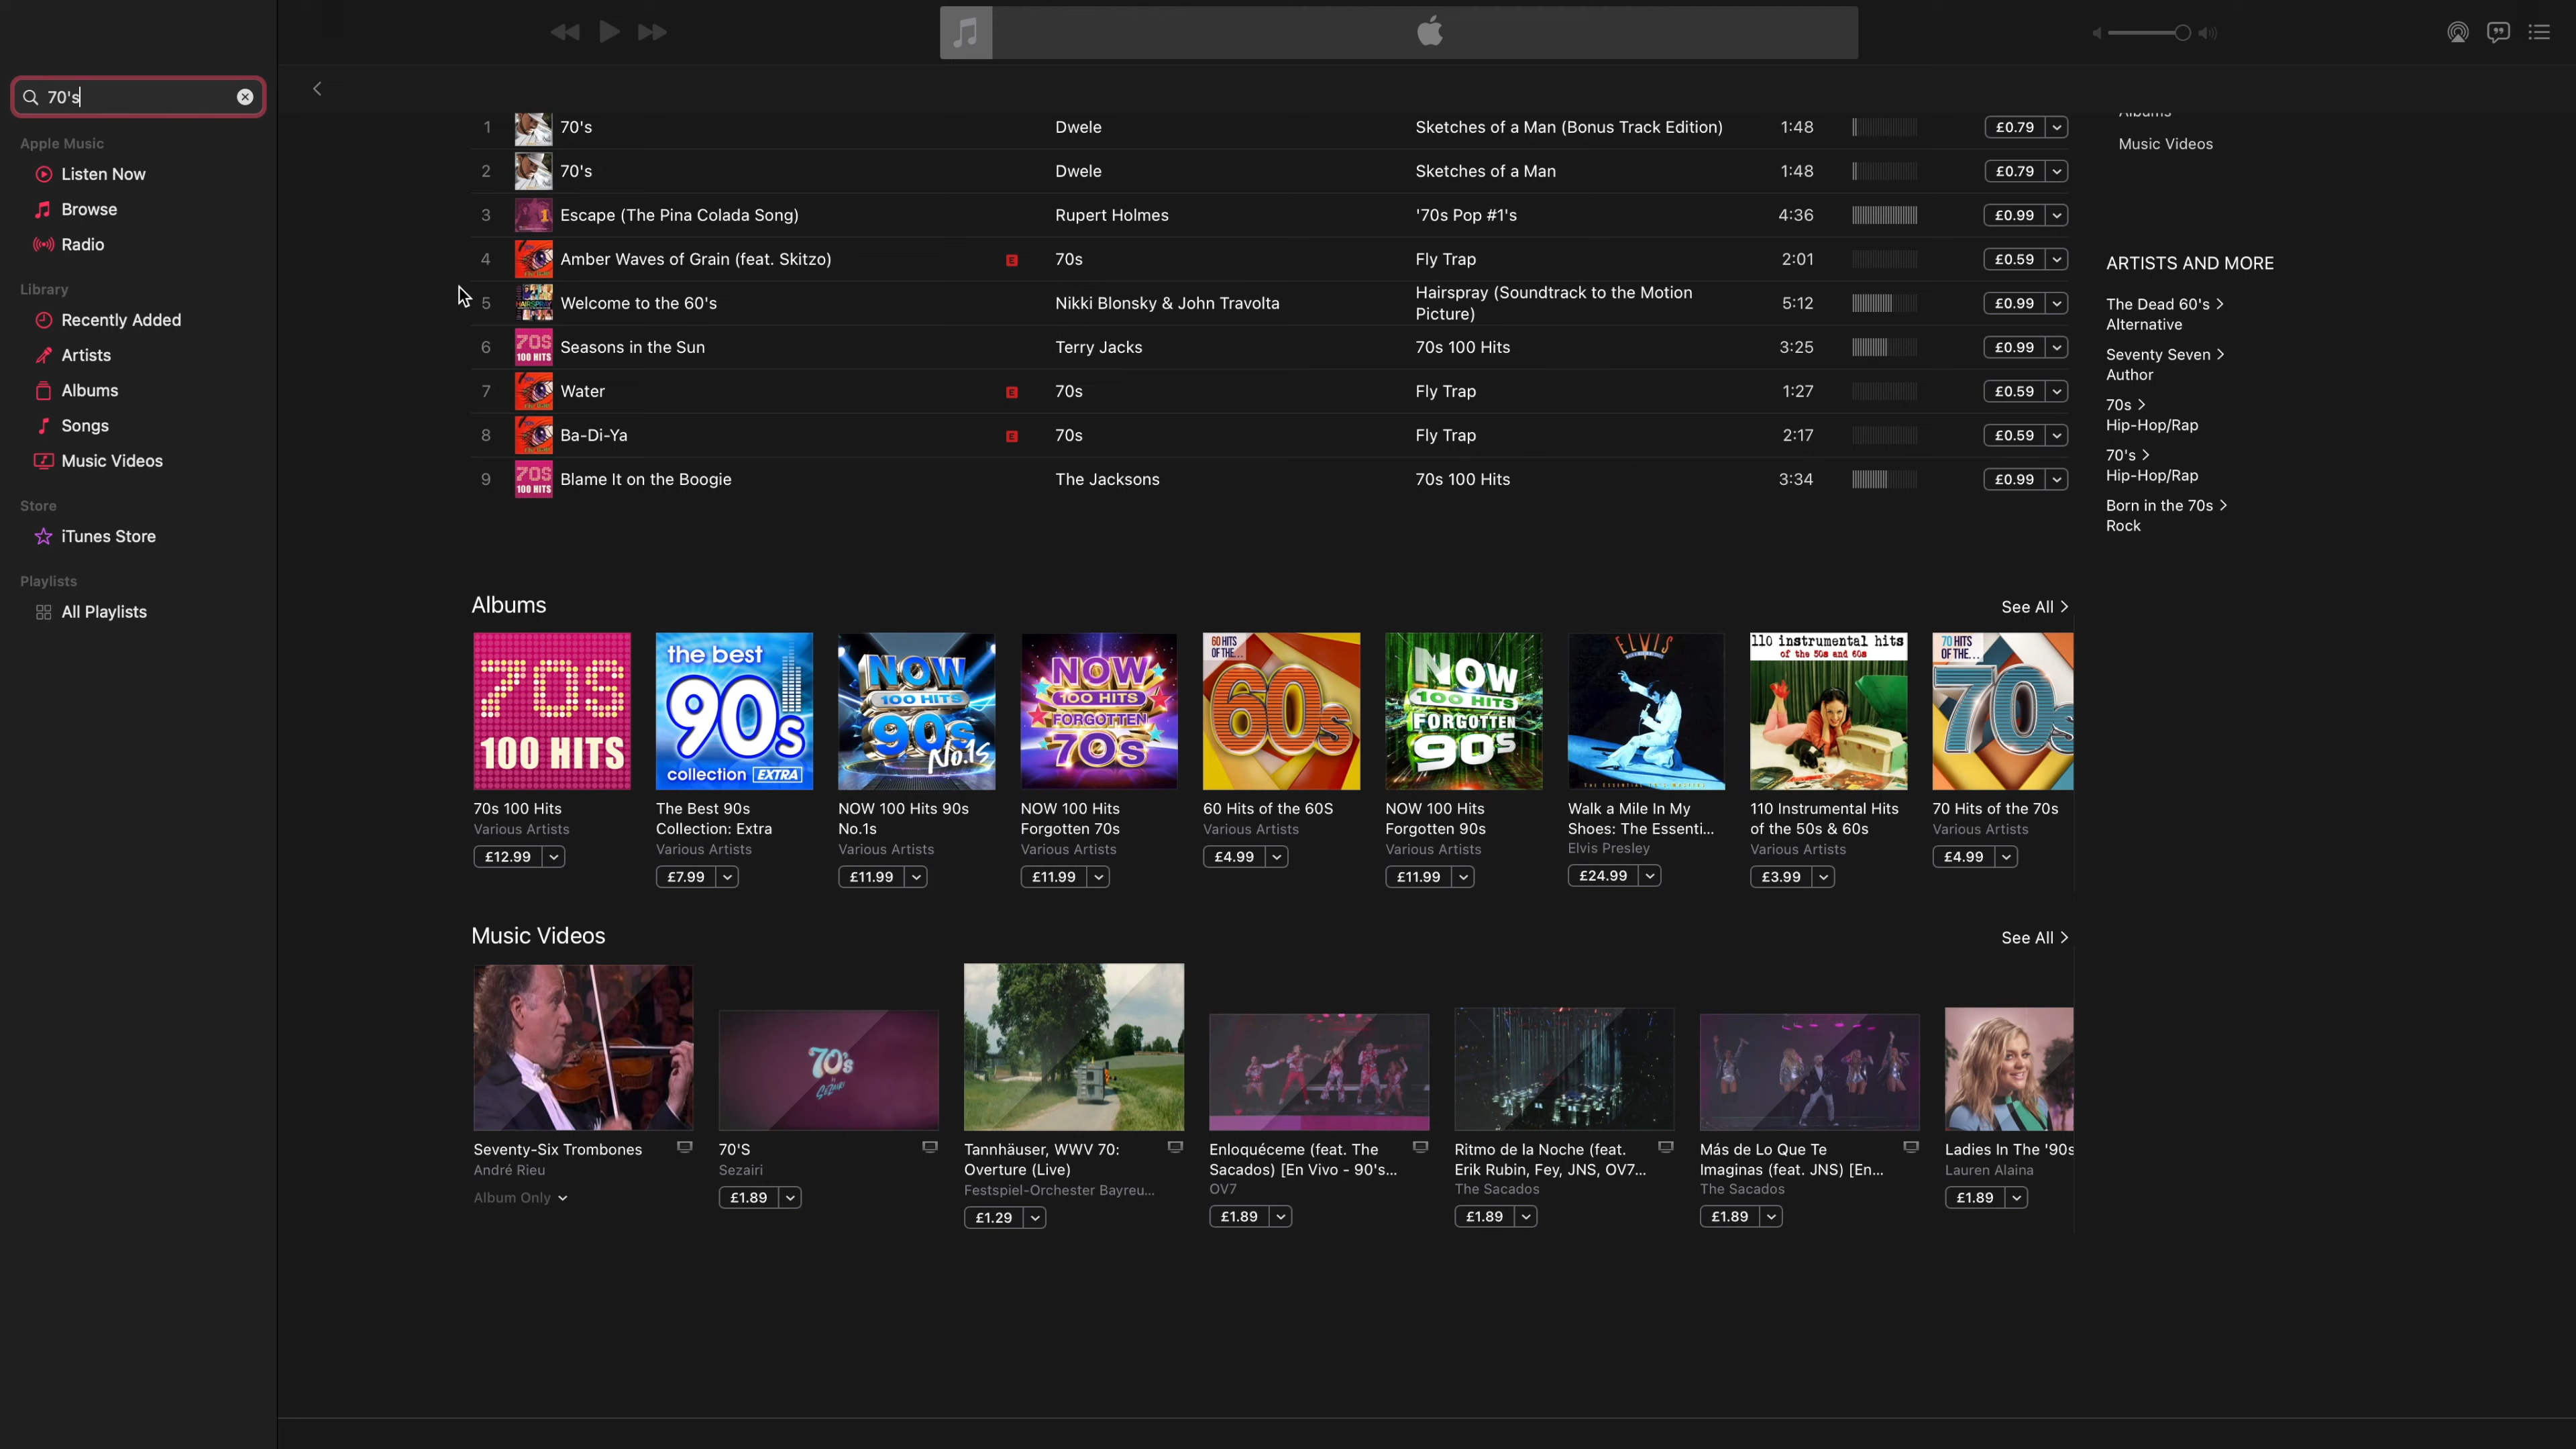 70's
Apple Music
Listen Now
Browse
Radio
Library
Recently Added
Artists
Albums
Songs
Music Videos
Store
iTunes Store
Playlists
All Playlists
1 70's Dwele Sketches of a Man (Bonus Track Edition) 1:48 £0.79
2 70's Dwele Sketches of a Man 1:48 £0.79
3 Escape (The Pina Colada Song) Rupert Holmes '70s Pop #1's 4:36 £0.99
4 Amber Waves of Grain (feat. Skitzo) E 70s Fly Trap 2:01 £0.59
5 Welcome to the 60's Nikki Blonsky & John Travolta Hairspray (Soundtrack to the Motion
Picture) 5:12 £0.99
6 70S 100 HITS Seasons in the Sun Terry Jacks 70s 100 Hits 3:25 £0.99
7 Water E 70s Fly Trap 1:27 £0.59
8 Ba-Di-Ya E 70s Fly Trap 2:17 £0.59
9 70S 100 HITS Blame It on the Boogie The Jacksons 70s 100 Hits 3:34 £0.99
Albums
Music Videos
ARTISTS AND MORE
The Dead 60's
Alternative
Seventy Seven
Author
70s
Hip-Hop/Rap
70's
Hip-Hop/Rap
Born in the 70s
Rock
Albums
See All
70S
100 HITS
70s 100 Hits
Various Artists
£12.99
the best
90s
collection EXTRA
The Best 90s
Collection: Extra
Various Artists
£7.99
NOW
100 HITS
90s
No.1s
NOW 100 Hits 90s
No.1s
Various Artists
£11.99
NOW
100 HITS
FORGOTTEN
70s
NOW 100 Hits
Forgotten 70s
Various Artists
£11.99
60 HITS
OF THE...
60s
60 Hits of the 60S
Various Artists
£4.99
NOW
100 HITS
FORGOTTEN
90s
NOW 100 Hits
Forgotten 90s
Various Artists
£11.99
ELVIS
Walk a Mile In My
Shoes: The Essenti...
Elvis Presley
£24.99
110 instrumental hits
of the 50s and 60s
110 Instrumental Hits
of the 50s & 60s
Various Artists
£3.99
70 HITS
OF THE...
70s
70 Hits of the 70s
Various Artists
£4.99
Music Videos
See All
Seventy-Six Trombones
André Rieu
Album Only
70's
by
SEZAIRI
70'S
Sezairi
£1.89
Tannhäuser, WWV 70:
Overture (Live)
Festspiel-Orchester Bayreu...
£1.29
Enloquéceme (feat. The
Sacados) [En Vivo - 90's...
OV7
£1.89
Ritmo de la Noche (feat.
Erik Rubin, Fey, JNS, OV7...
The Sacados
£1.89
Más de Lo Que Te
Imaginas (feat. JNS) [En...
The Sacados
£1.89
Ladies In The '90s
Lauren Alaina
£1.89